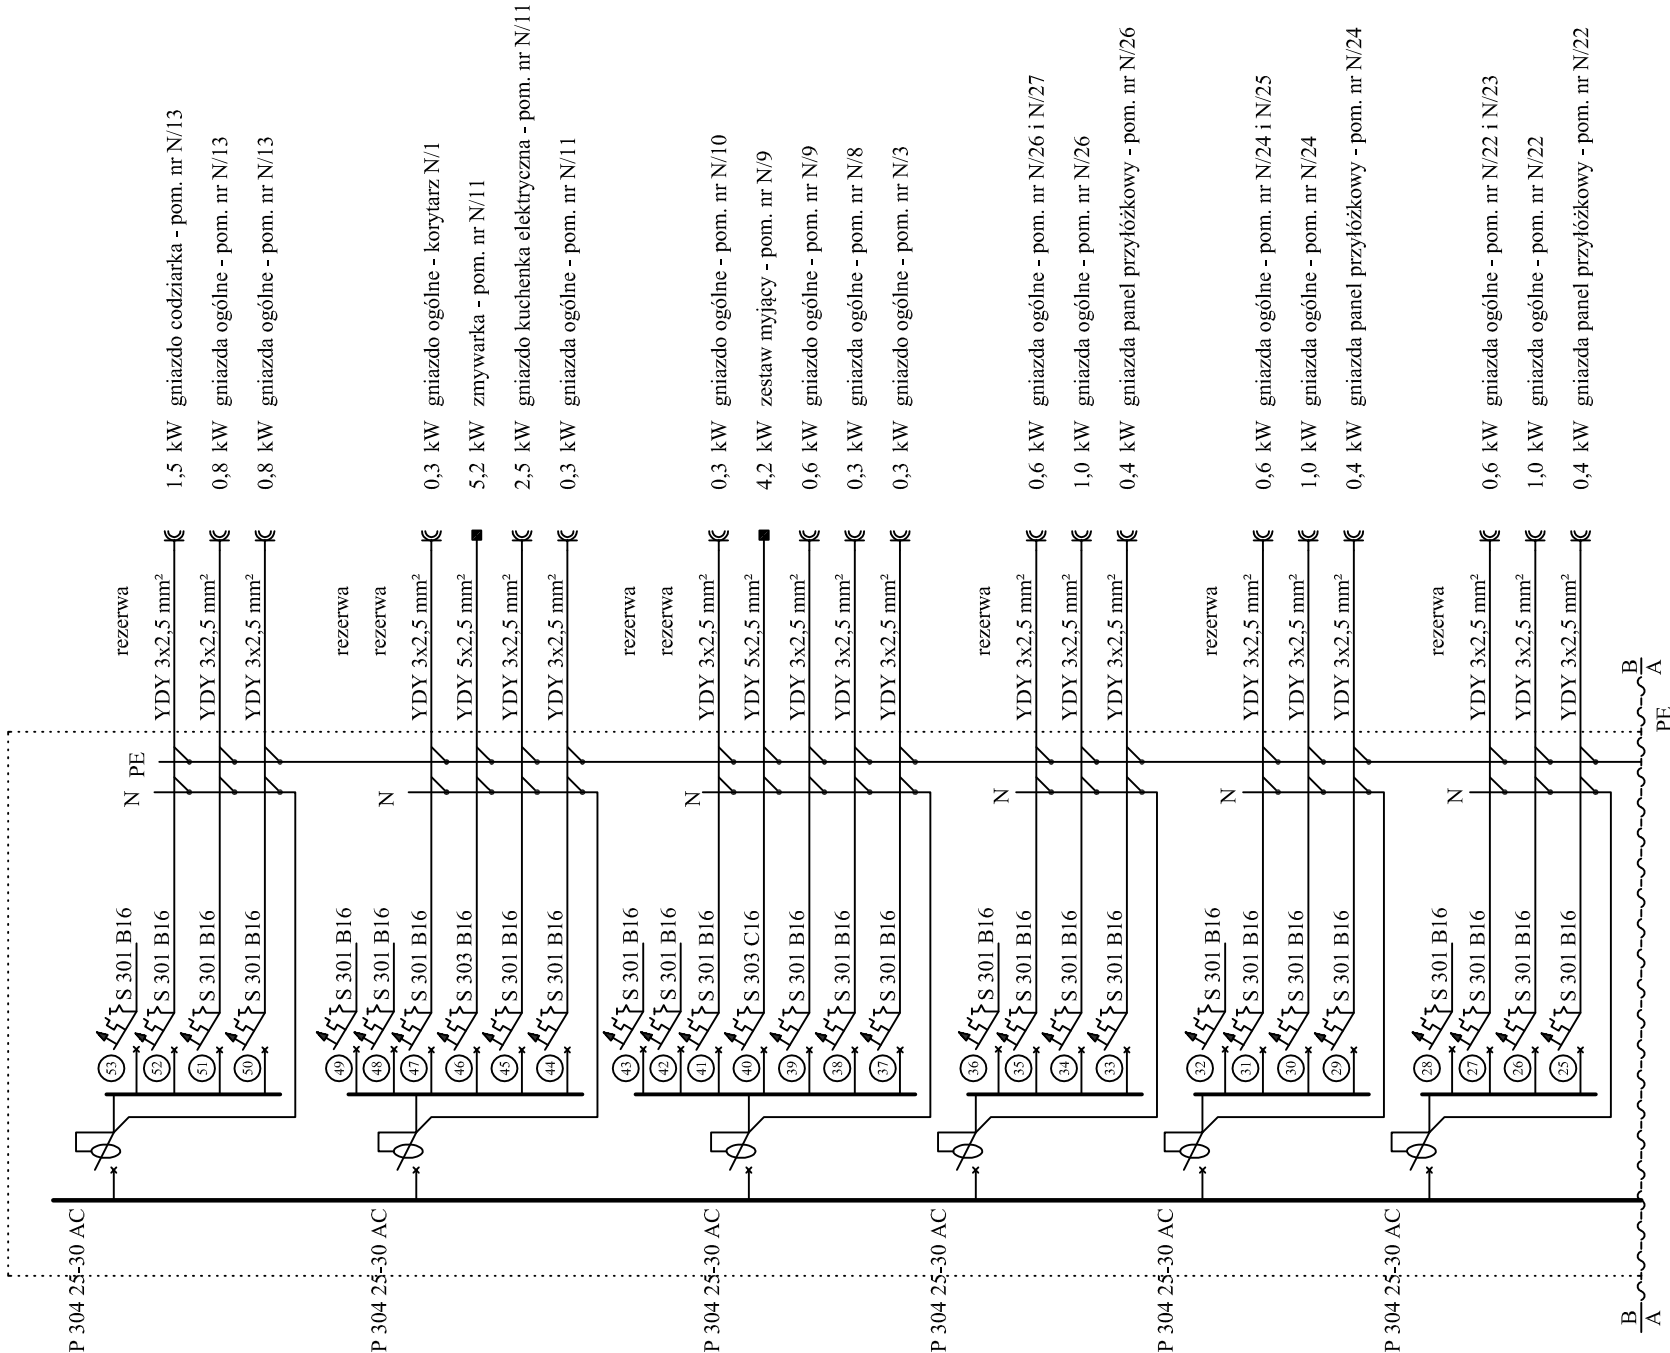 P 304 25-30 AC
N
PE
53 S 301 B16 rezerwa
52 S 301 B16 YDY 3x2,5 mm² 1,5 kW gniazdo codziarka - pom. nr N/13
51 S 301 B16 YDY 3x2,5 mm² 0,8 kW gniazda ogólne - pom. nr N/13
50 S 301 B16 YDY 3x2,5 mm² 0,8 kW gniazda ogólne - pom. nr N/13
P 304 25-30 AC
N
49 S 301 B16 rezerwa
48 S 301 B16 rezerwa
47 S 301 B16 YDY 3x2,5 mm² 0,3 kW gniazdo ogólne - korytarz N/1
46 S 303 B16 YDY 5x2,5 mm² 5,2 kW zmywarka - pom. nr N/11
45 S 301 B16 YDY 3x2,5 mm² 2,5 kW gniazdo kuchenka elektryczna - pom. nr N/11
44 S 301 B16 YDY 3x2,5 mm² 0,3 kW gniazda ogólne - pom. nr N/11
P 304 25-30 AC
N
43 S 301 B16 rezerwa
42 S 301 B16 rezerwa
41 S 301 B16 YDY 3x2,5 mm² 0,3 kW gniazdo ogólne - pom. nr N/10
40 S 303 C16 YDY 5x2,5 mm² 4,2 kW zestaw myjący - pom. nr N/9
39 S 301 B16 YDY 3x2,5 mm² 0,6 kW gniazdo ogólne - pom. nr N/9
38 S 301 B16 YDY 3x2,5 mm² 0,3 kW gniazda ogólne - pom. nr N/8
37 S 301 B16 YDY 3x2,5 mm² 0,3 kW gniazdo ogólne - pom. nr N/3
P 304 25-30 AC
N
36 S 301 B16 rezerwa
35 S 301 B16 YDY 3x2,5 mm² 0,6 kW gniazda ogólne - pom. nr N/26 i N/27
34 S 301 B16 YDY 3x2,5 mm² 1,0 kW gniazda ogólne - pom. nr N/26
33 S 301 B16 YDY 3x2,5 mm² 0,4 kW gniazda panel przyłóżkowy - pom. nr N/26
P 304 25-30 AC
N
32 S 301 B16 rezerwa
31 S 301 B16 YDY 3x2,5 mm² 0,6 kW gniazda ogólne - pom. nr N/24 i N/25
30 S 301 B16 YDY 3x2,5 mm² 1,0 kW gniazda ogólne - pom. nr N/24
29 S 301 B16 YDY 3x2,5 mm² 0,4 kW gniazda panel przyłóżkowy - pom. nr N/24
P 304 25-30 AC
N
28 S 301 B16 rezerwa
27 S 301 B16 YDY 3x2,5 mm² 0,6 kW gniazda ogólne - pom. nr N/22 i N/23
26 S 301 B16 YDY 3x2,5 mm² 1,0 kW gniazda ogólne - pom. nr N/22
25 S 301 B16 YDY 3x2,5 mm² 0,4 kW gniazda panel przyłóżkowy - pom. nr N/22
B
B
A
PE
A